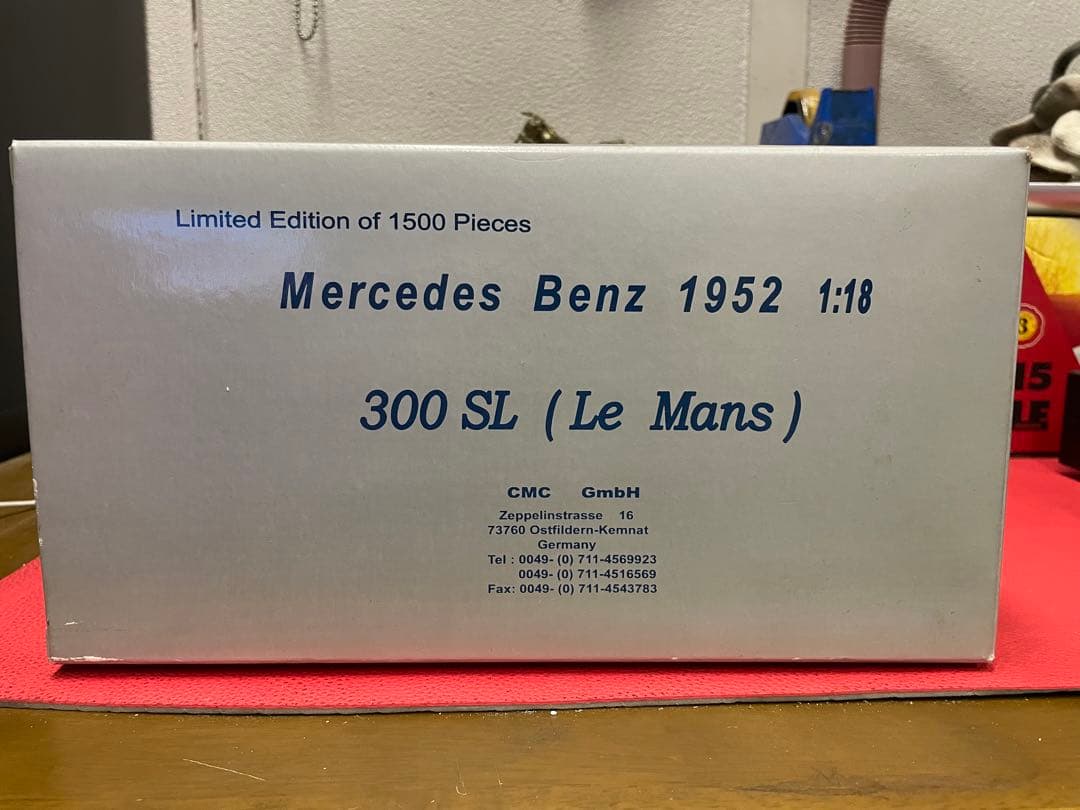 Limited Edition of 1500 Pieces
Mercedes Benz 1952 1:18
300 SL (Le Mans)
CMC GmbH
Zeppelinstrasse 16
73760 Ostfildern-Kemnat
Germany
Tel : 0049- (0) 711-4569923
0049- (0) 711-4516569
Fax: 0049- (0) 711-4543783